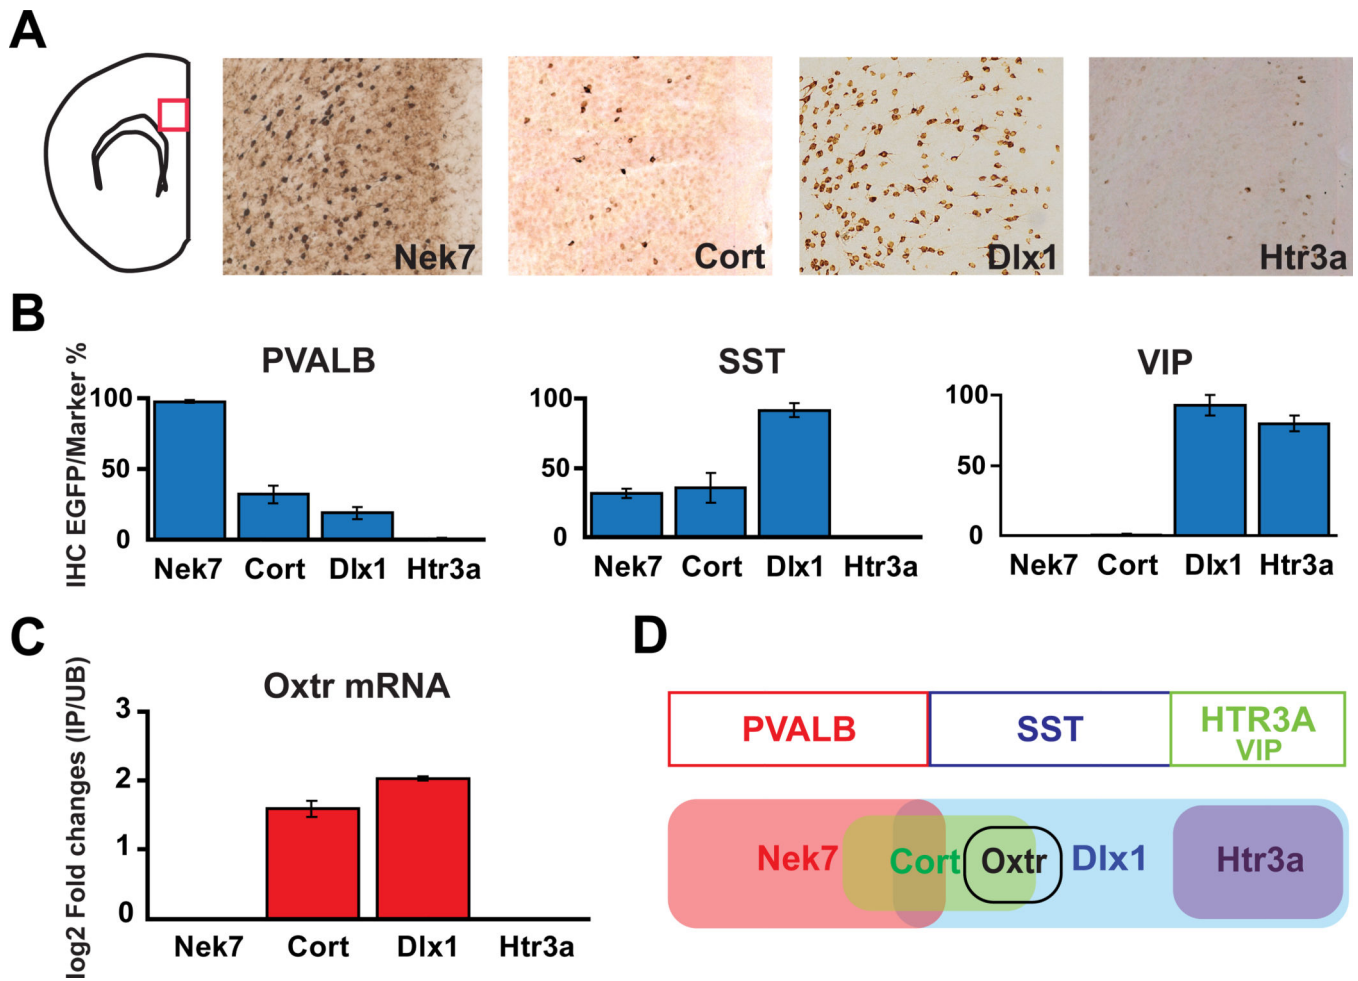 A
Nek7
Cort
Dlx1
Htr3a
B
PVALB
SST
VIP
IHC EGFP/Marker %
100
50
0
Nek7 Cort Dlx1 Htr3a
100
50
0
Nek7 Cort Dlx1 Htr3a
100
50
0
Nek7 Cort Dlx1 Htr3a
C
Oxtr mRNA
log2 Fold changes (IP/UB)
3
2
1
0
Nek7 Cort Dlx1 Htr3a
D
PVALB
SST
HTR3A
VIP
Nek7 Cort Oxtr Dlx1 Htr3a